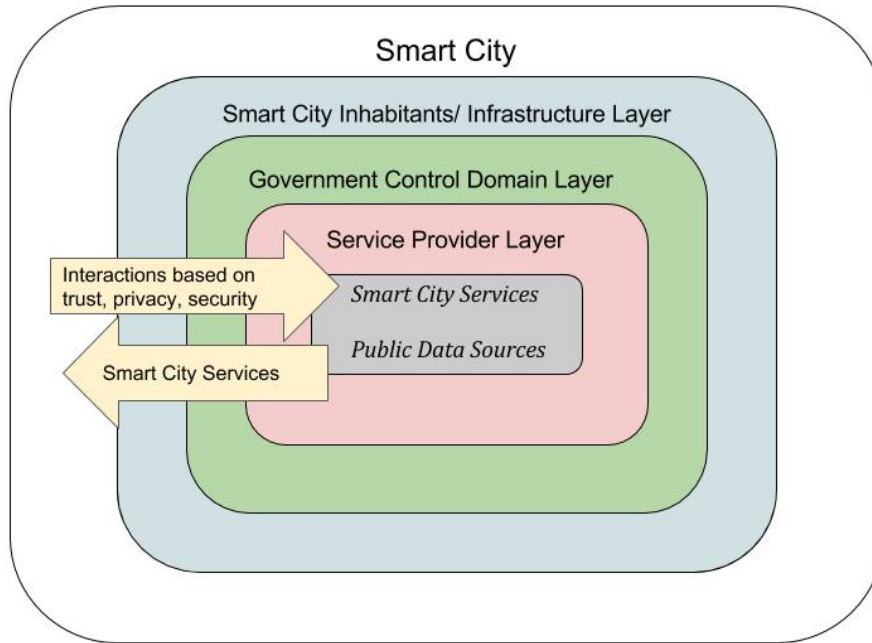 Smart City
Smart City Inhabitants/ Infrastructure Layer
Government Control Domain Layer
Service Provider Layer
Interactions based on
trust, privacy, security
Smart City Services
Public Data Sources
Smart City Services